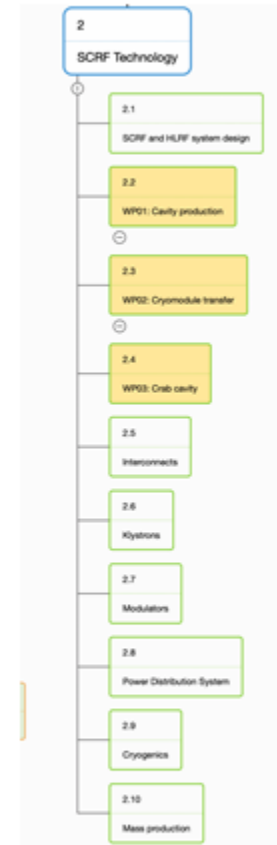 2
SCRF Technology
2.1
SCRF and HLRF system design
2.2
WP01: Cavity production
2.3
WP02: Cryomodule transfer
2.4
WP03: Crab cavity
2.5
Interconnects
2.6
Klystrons
2.7
Modulators
2.8
Power Distribution System
2.9
Cryogenics
2.10
Mass production